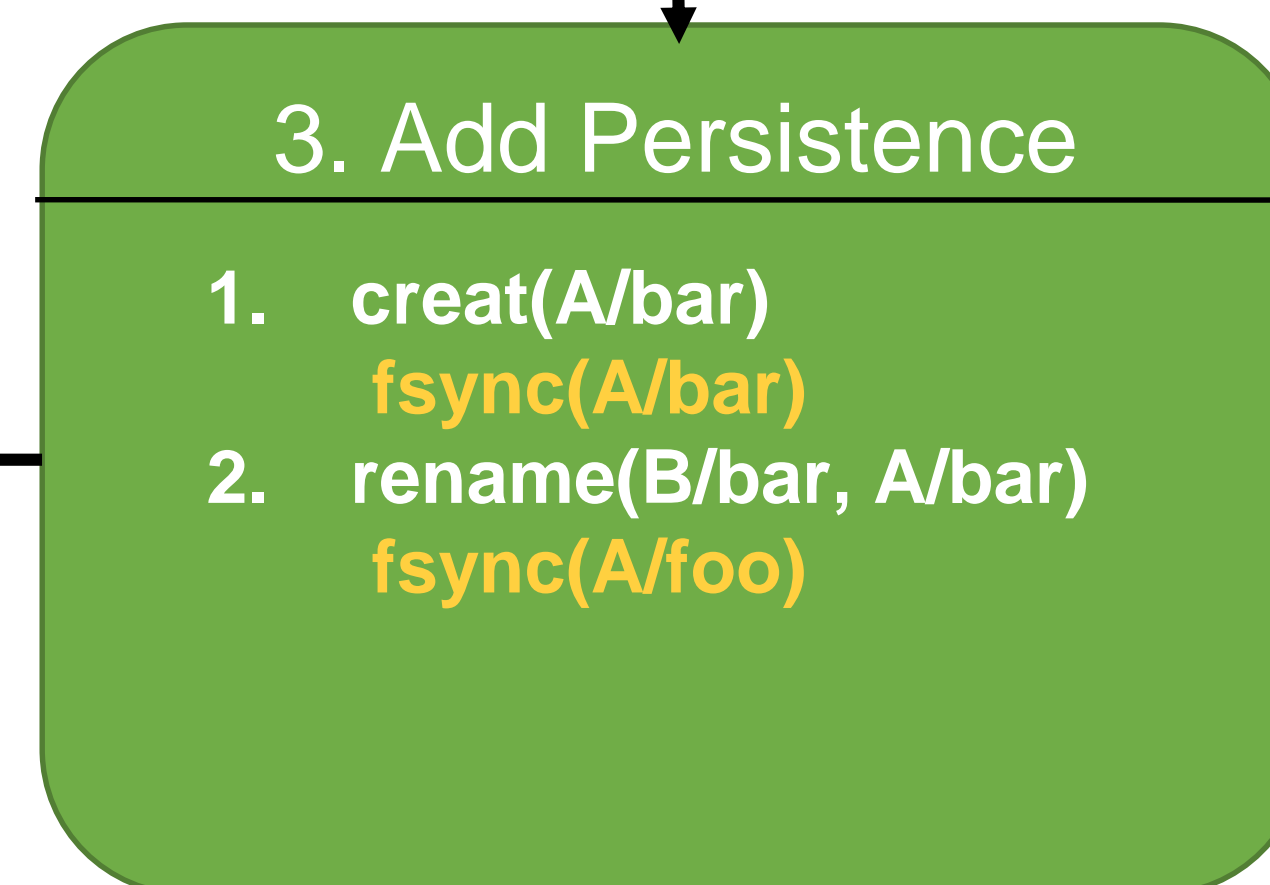 3. Add Persistence
1. creat(A/bar)
fsync(A/bar)
2. rename(B/bar, A/bar)
fsync(A/foo)